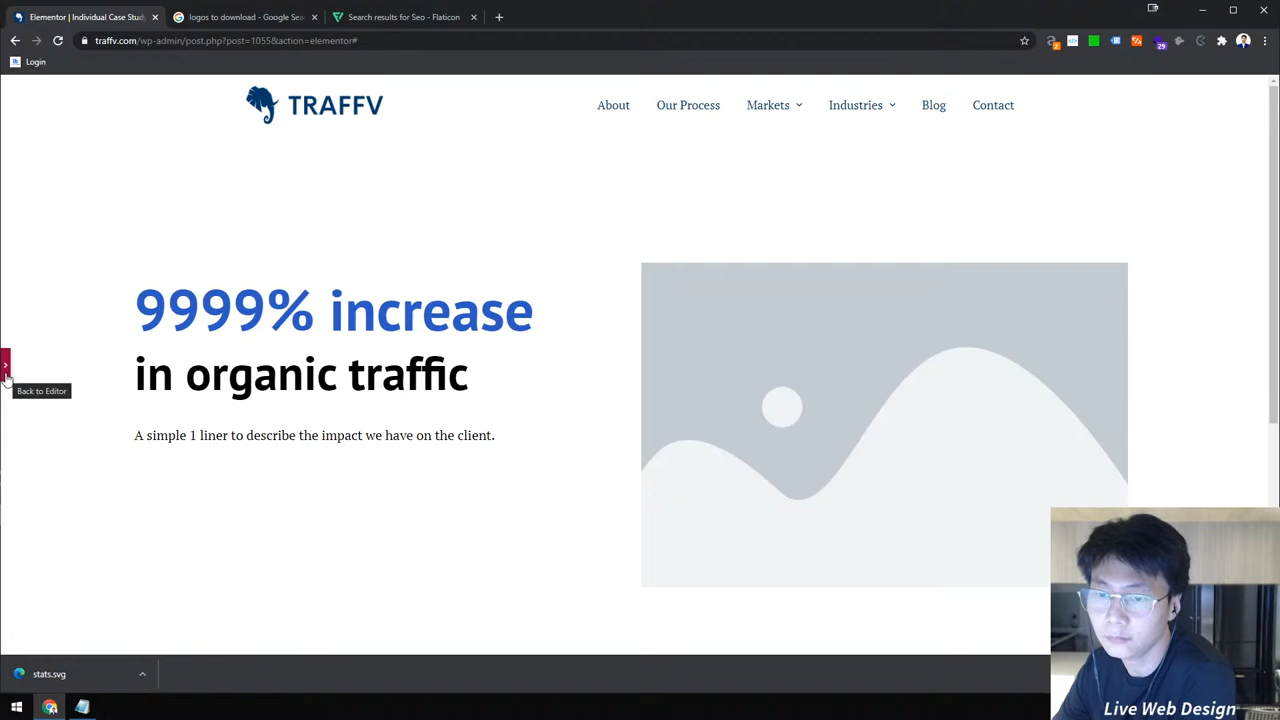 Elementor | Individual Case Study
logos to download - Google Sea
Search results for Seo - Flaticon
traffv.com/wp-admin/post.php?post=1055&action=elementor#
2
29
Login
TRAFFV
About
Our Process
Markets
Industries
Blog
Contact
9999% increase
in organic traffic
Back to Editor
A simple 1 liner to describe the impact we have on the client.
stats.svg
Live Web Design